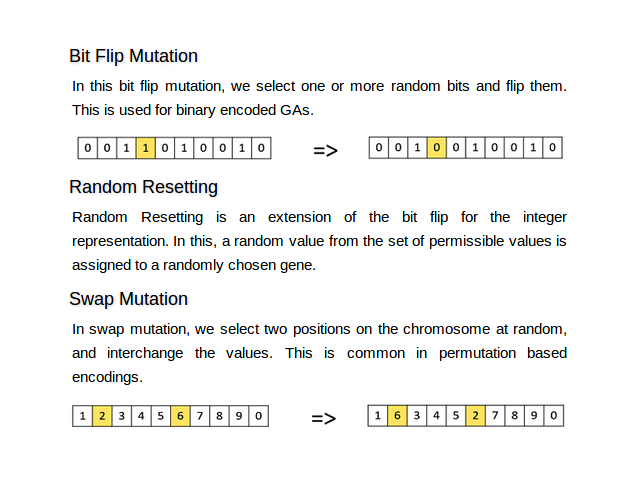 Bit Flip Mutation
In this bit flip mutation, we select one or more random bits and flip them.
This is used for binary encoded GAs.
0 0 1 1 0 1 0 0 1 0 => 0 0 1 0 0 1 0 0 1 0
Random Resetting
Random Resetting is an extension of the bit flip for the integer
representation. In this, a random value from the set of permissible values is
assigned to a randomly chosen gene.
Swap Mutation
In swap mutation, we select two positions on the chromosome at random,
and interchange the values. This is common in permutation based
encodings.
1 2 3 4 5 6 7 8 9 0 => 1 6 3 4 5 2 7 8 9 0